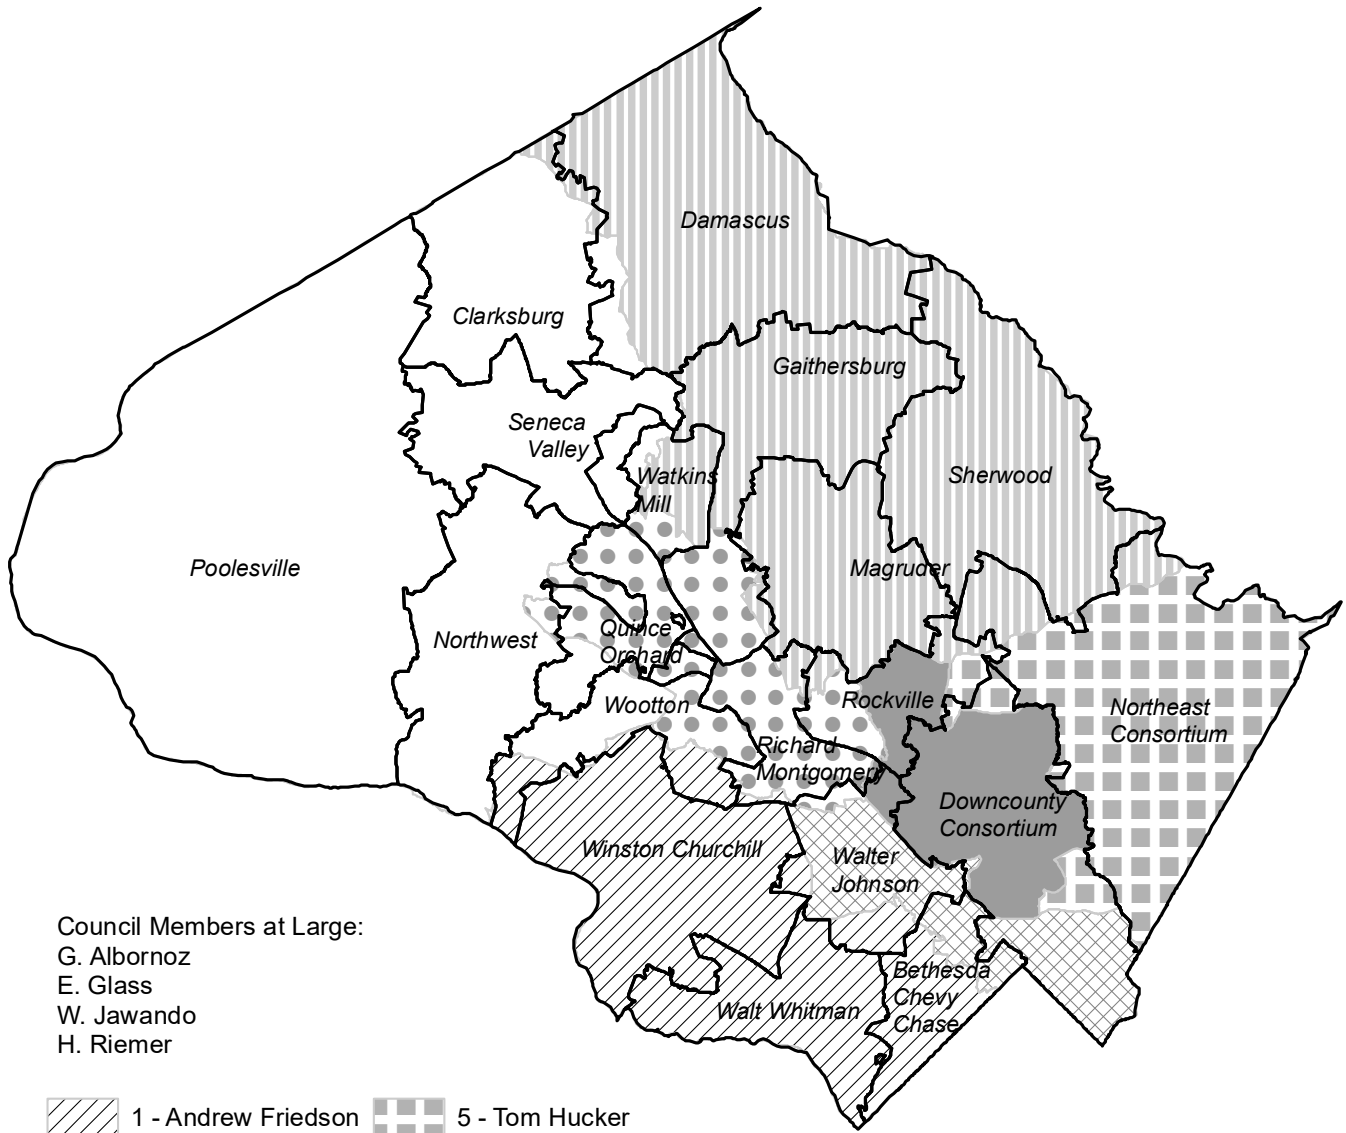 Damascus
Clarksburg
Gaithersburg
Seneca
Valley
Watkins
Mill
Sherwood
Poolesville
Magruder
Northwest
Quince
Orchard
Wootton
Rockville
Northeast
Consortium
Richard
Montgomery
Downcounty
Consortium
Winston Churchill
Walter
Johnson
Bethesda
Chevy
Chase
Walt Whitman
Council Members at Large:
G. Albornoz
E. Glass
W. Jawando
H. Riemer
1 - Andrew Friedson
5 - Tom Hucker